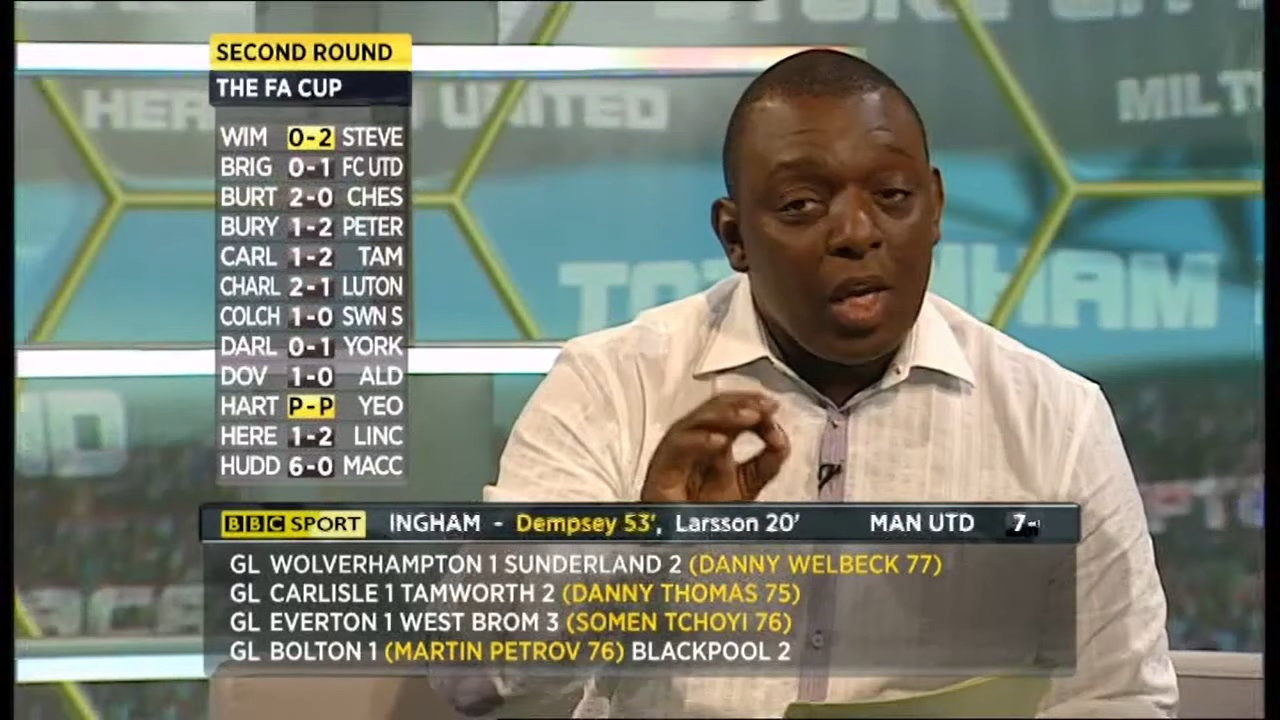 SECOND ROUND
THE FA CUP
WIM 0-2 STEVE
BRIG 0-1 FC UTD
BURT 2-0 CHES
BURY 1-2 PETER
CARL 1-2 TAM
CHARL 2-1 LUTON
COLCH 1-0 SWN S
DARL 0-1 YORK
DOV 1-0 ALD
HART P-P YEO
HERE 1-2 LINC
HUDD 6-0 MACC
BBC SPORT INGHAM - Dempsey 53', Larsson 20' MAN UTD 7-
GL WOLVERHAMPTON 1 SUNDERLAND 2 (DANNY WELBECK 77)
GL CARLISLE 1 TAMWORTH 2 (DANNY THOMAS 75)
GL EVERTON 1 WEST BROM 3 (SOMEN TCHOYI 76)
GL BOLTON 1 (MARTIN PETROV 76) BLACKPOOL 2
UNITED
MILT